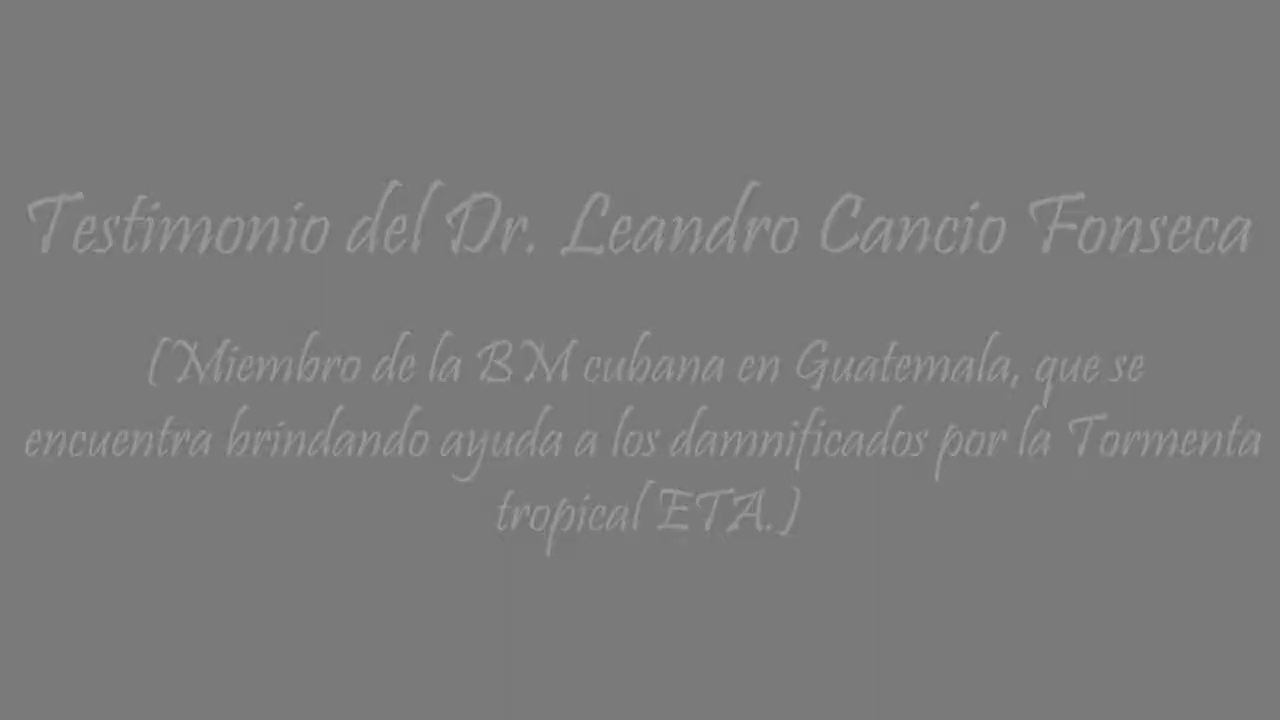 Testimonio del Dr. Leandro Cancio Fonseca
(Miembro de la BM cubana en Guatemala, que se
encuentra brindando ayuda a los damnificados por la Tormenta
tropical ETA.)